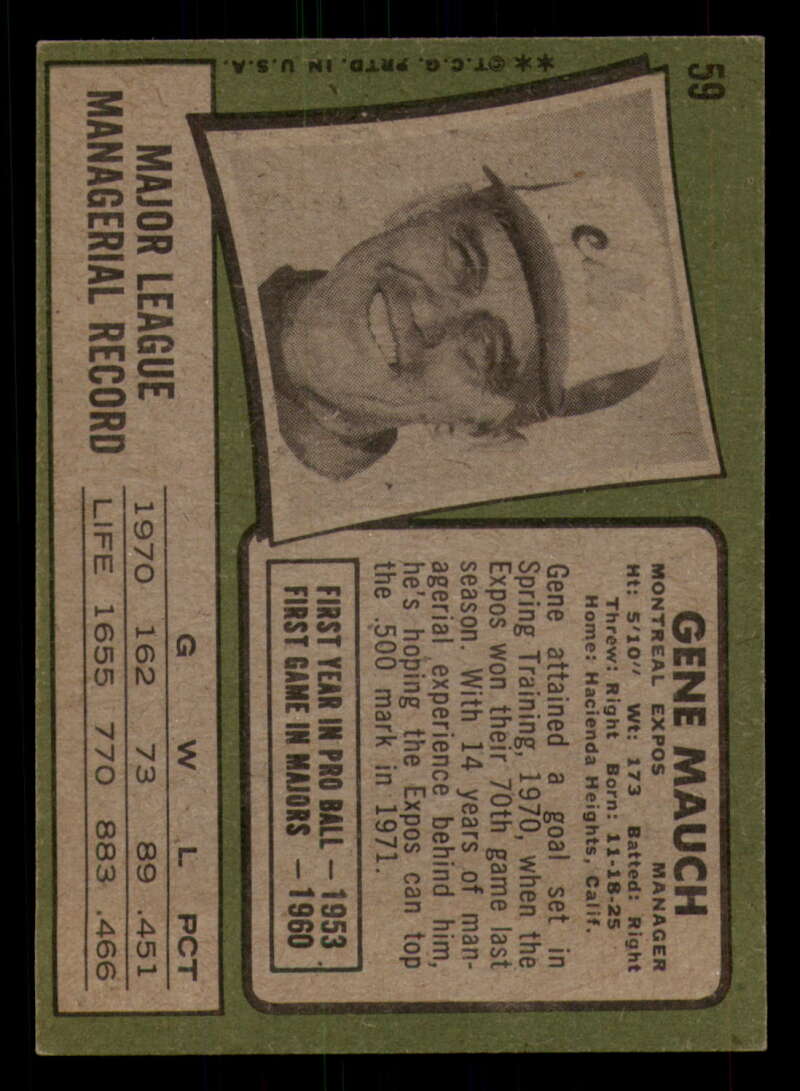 59
GENE MAUCH
MONTREAL EXPOS MANAGER
Ht: 5'10" Wt: 173 Batted: Right
Threw: Right Born: 11-18-25
Home: Hacienda Heights, Calif.
Gene attained a goal set in
Spring Training, 1970, when the
Expos won their 70th game last
season. With 14 years of man-
agerial experience behind him,
he's hoping the Expos can top
the .500 mark in 1971.
FIRST YEAR IN PRO BALL — 1953
FIRST GAME IN MAJORS — 1960
MAJOR LEAGUE
MANAGERIAL RECORD
G W L PCT
1970 162 73 89 .451
LIFE 1655 770 883 .466
**©T.C.G. PRTD. IN U.S.A.